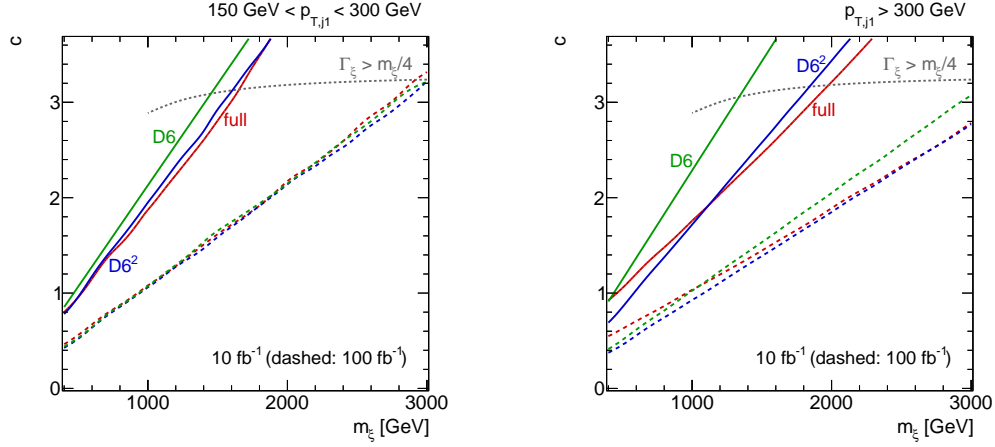 150 GeV < p_T,j1 < 300 GeV
c
3
2
1
0
Γ_ξ > m_ξ/4
D6
full
D6²
10 fb⁻¹ (dashed: 100 fb⁻¹)
1000 2000 3000
m_ξ [GeV]
p_T,j1 > 300 GeV
c
3
2
1
0
Γ_ξ > m_ξ/4
D6²
full
D6
10 fb⁻¹ (dashed: 100 fb⁻¹)
1000 2000 3000
m_ξ [GeV]